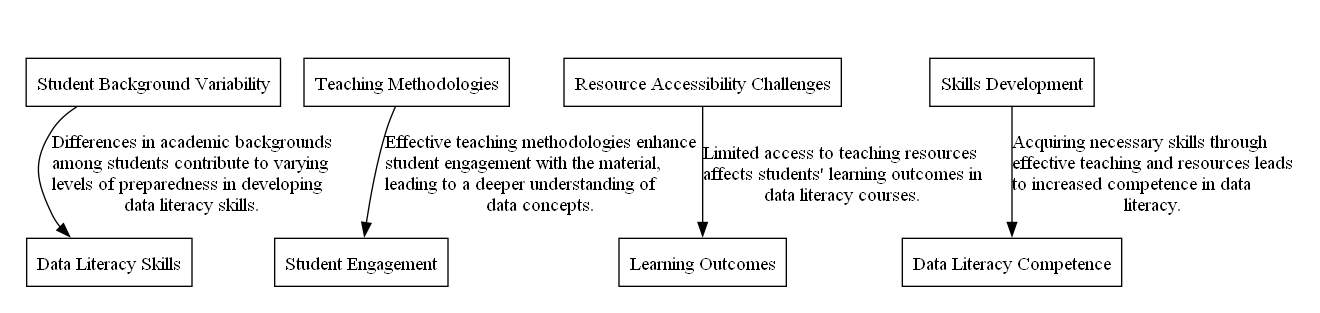 Student Background Variability
Teaching Methodologies
Resource Accessibility Challenges
Skills Development
Differences in academic backgrounds
among students contribute to varying
levels of preparedness in developing
data literacy skills.
Effective teaching methodologies enhance
student engagement with the material,
leading to a deeper understanding of
data concepts.
Limited access to teaching resources
affects students' learning outcomes in
data literacy courses.
Acquiring necessary skills through
effective teaching and resources leads
to increased competence in data
literacy.
Data Literacy Skills
Student Engagement
Learning Outcomes
Data Literacy Competence